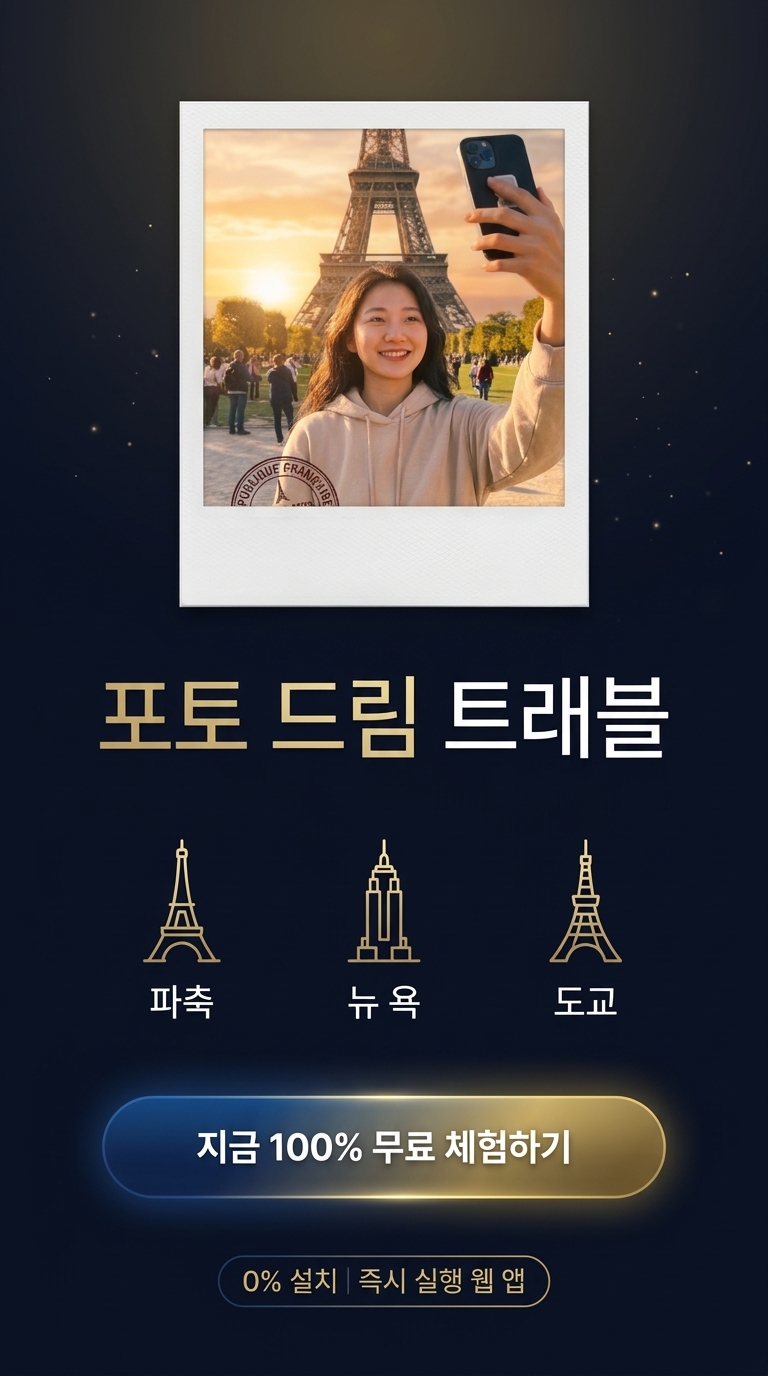 포토 드림 트래블
파축
뉴 욕
도쿄
지금 100% 무료 체험하기
0% 설치 | 즉시 실행 웹 앱